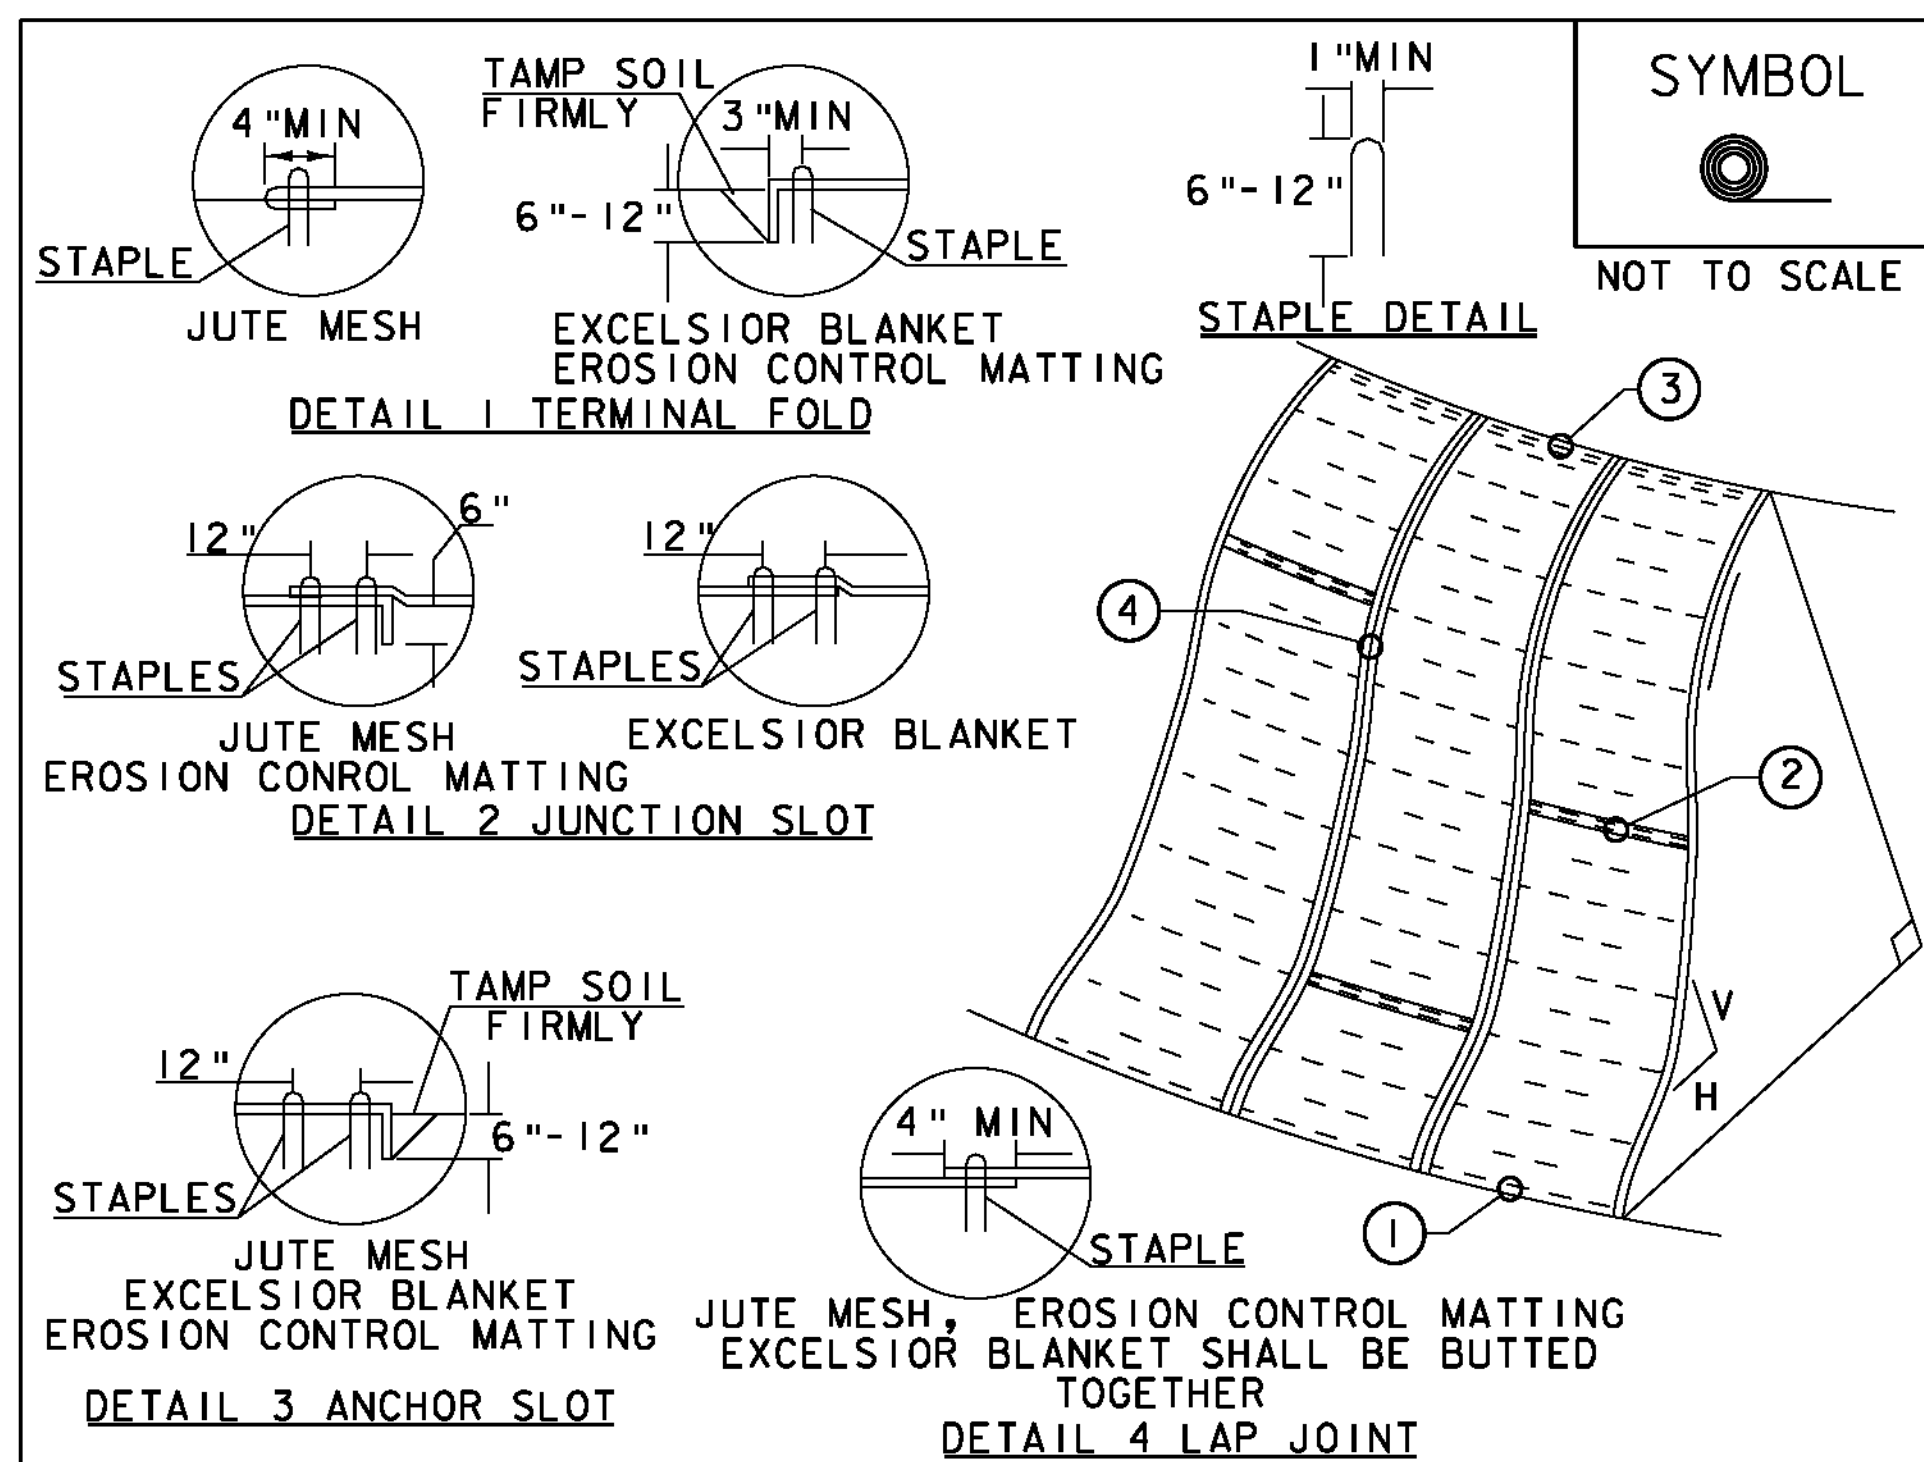 4"MIN
STAPLE
JUTE MESH
TAMP SOIL
FIRMLY
3"MIN
6"-12"
STAPLE
EXCELSIOR BLANKET
EROSION CONTROL MATTING
DETAIL 1 TERMINAL FOLD
1"MIN
6"-12"
STAPLE DETAIL
SYMBOL
NOT TO SCALE
12"
6"
STAPLES
JUTE MESH
EROSION CONROL MATTING
12"
STAPLES
EXCELSIOR BLANKET
DETAIL 2 JUNCTION SLOT
3
4
2
V
H
1
TAMP SOIL
FIRMLY
12"
6"-12"
STAPLES
JUTE MESH
EXCELSIOR BLANKET
EROSION CONTROL MATTING
DETAIL 3 ANCHOR SLOT
4" MIN
STAPLE
JUTE MESH, EROSION CONTROL MATTING
EXCELSIOR BLANKET SHALL BE BUTTED
TOGETHER
DETAIL 4 LAP JOINT